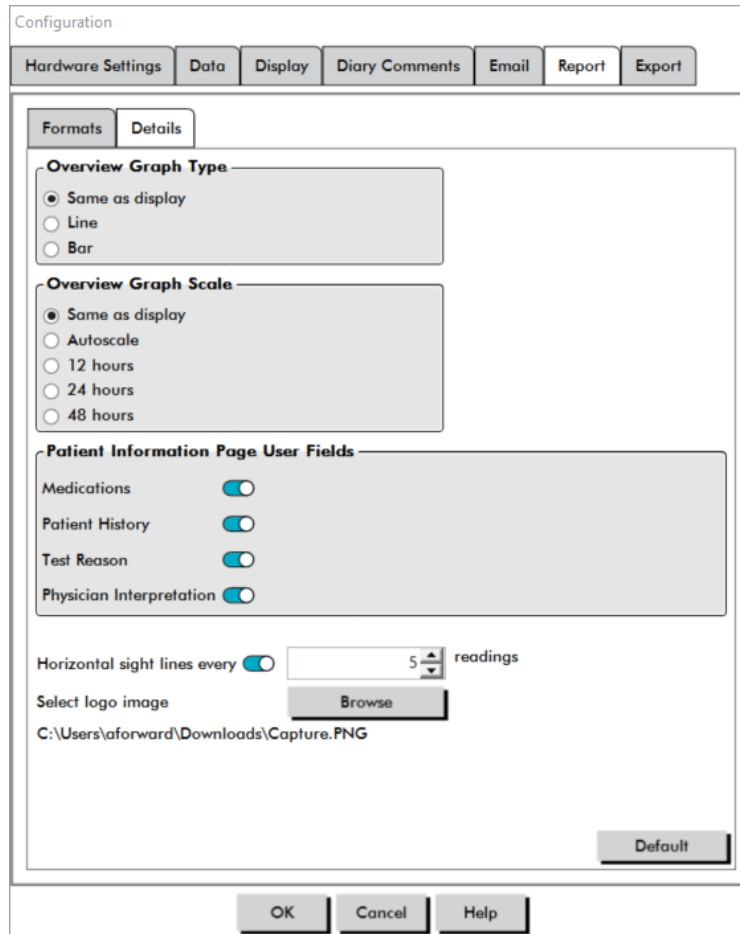 Configuration
Hardware Settings Data Display Diary Comments Email Report Export
Formats Details
Overview Graph Type
Same as display
Line
Bar
Overview Graph Scale
Same as display
Autoscale
12 hours
24 hours
48 hours
Patient Information Page User Fields
Medications
Patient History
Test Reason
Physician Interpretation
Horizontal sight lines every 5 readings
Select logo image Browse
C:\Users\aforward\Downloads\Capture.PNG
Default
OK Cancel Help